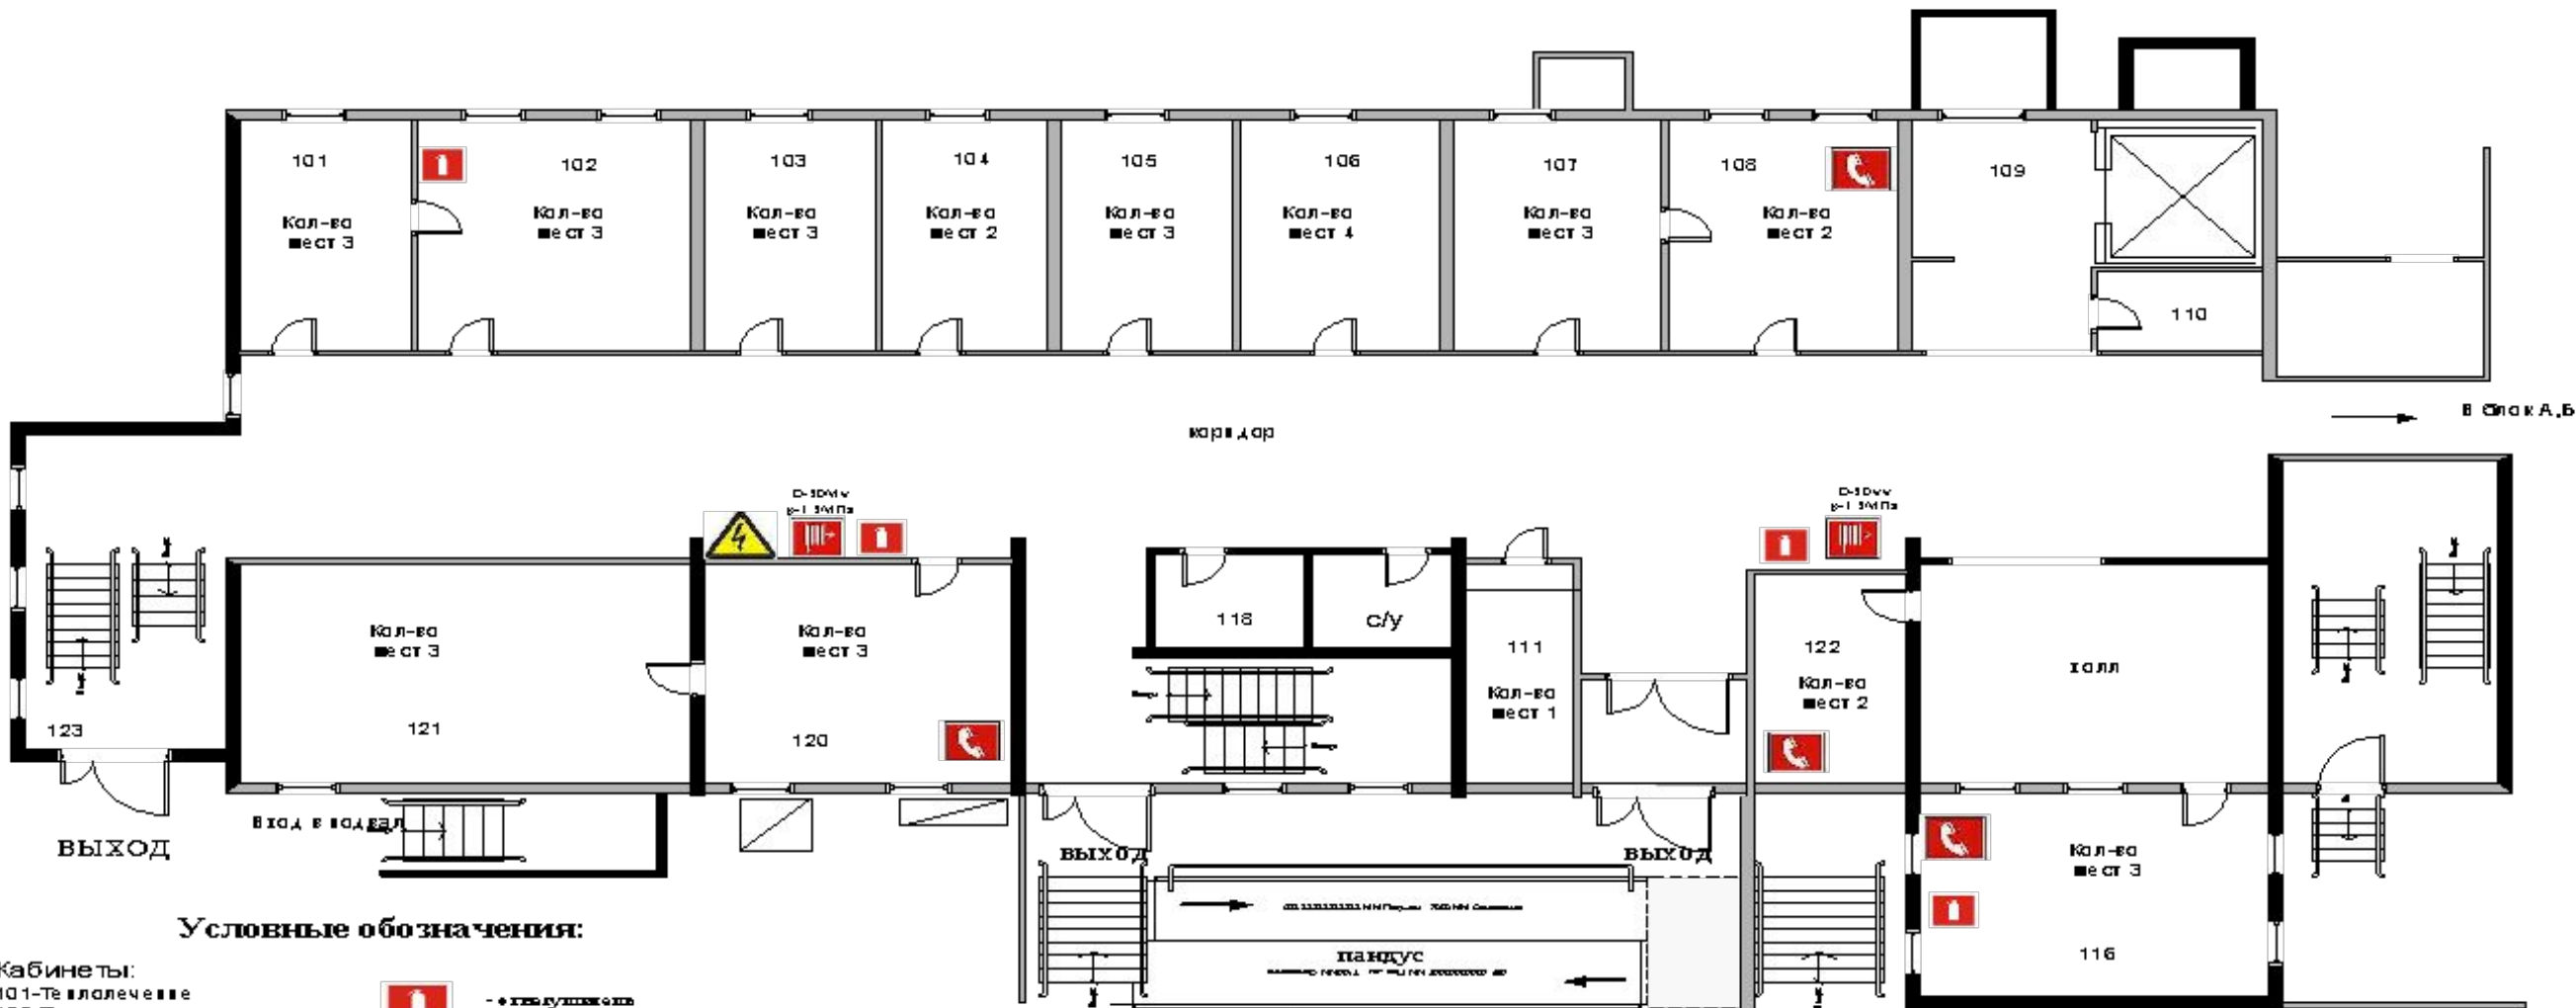 101
102
103
104
105
106
107
108
109
Кол-во
мест 3
Кол-во
мест 3
Кол-во
мест 3
Кол-во
мест 2
Кол-во
мест 3
Кол-во
мест 4
Кол-во
мест 3
Кол-во
мест 2
110
В блок А,Б
коридор
Кол-во
мест 3
121
Кол-во
мест 3
120
118
с/у
111
Кол-во
мест 1
122
Кол-во
мест 2
холл
123
Вход в подвал
ВЫХОД
ВЫХОД
ВЫХОД
Кол-во
мест 3
116
пандус
Условные обозначения:
Кабинеты:
101-Теплолечение
- огнетушитель